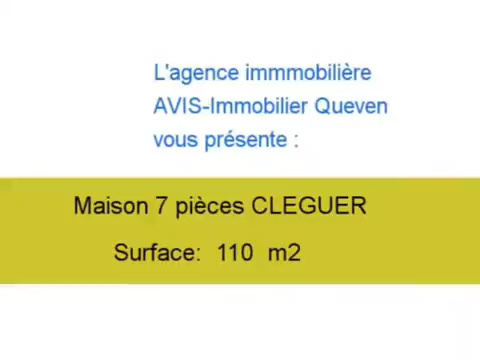 L'agence immmobilière
AVIS-Immobilier Queven
vous présente :
Maison 7 pièces CLEGUER
Surface: 110 m2